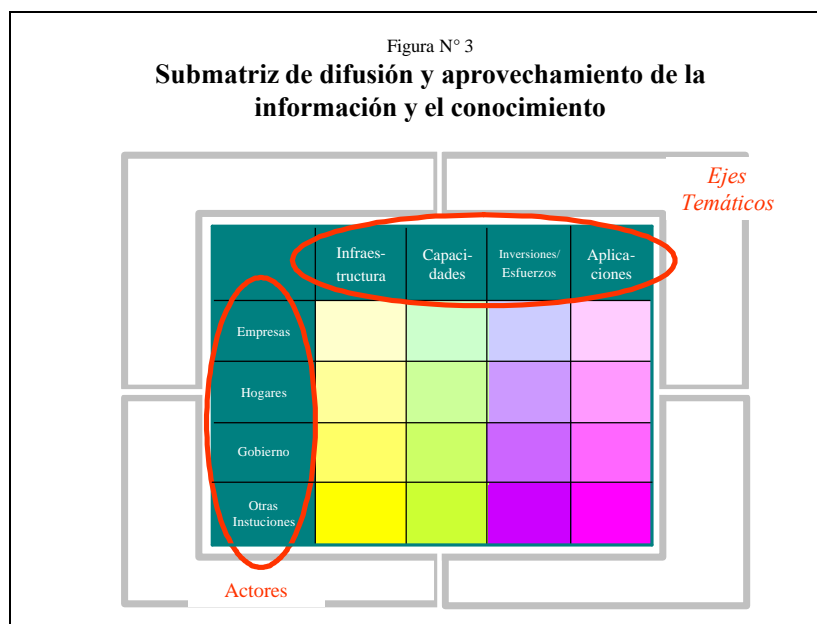 Figura N° 3
Submatriz de difusión y aprovechamiento de la
información y el conocimiento
Ejes
Temáticos
Infraes-
tructura
Capaci-
dades
Inversiones/
Esfuerzos
Aplica-
ciones
Empresas
Hogares
Gobierno
Otras
Instuciones
Actores